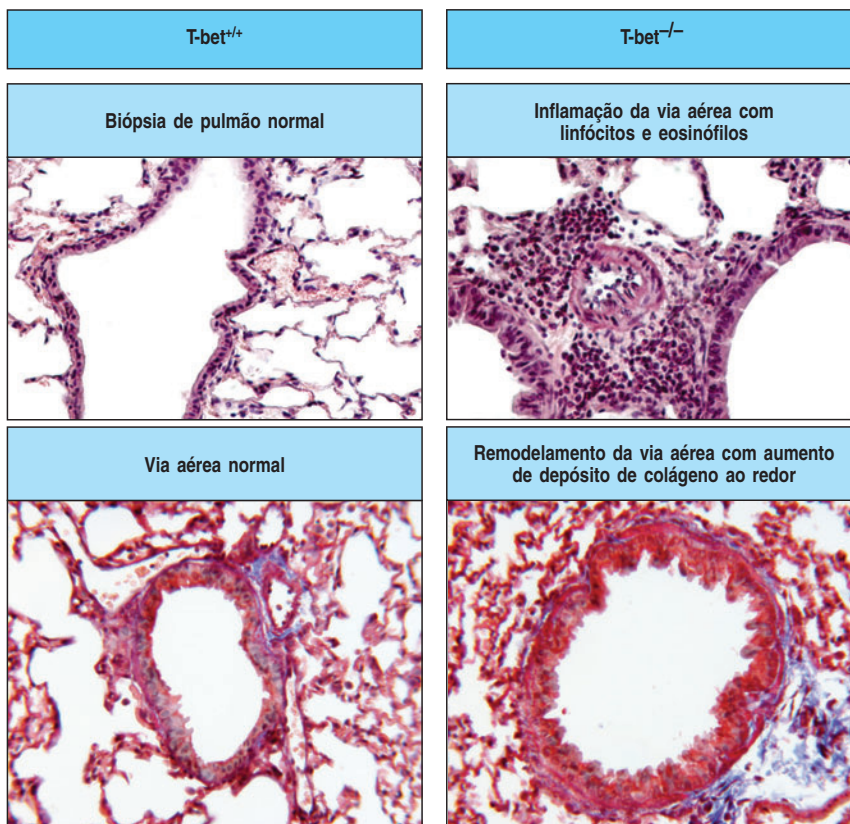 T-bet+/+
T-bet–/–
Biópsia de pulmão normal
Inflamação da via aérea com
linfócitos e eosinófilos
Via aérea normal
Remodelamento da via aérea com aumento
de depósito de colágeno ao redor